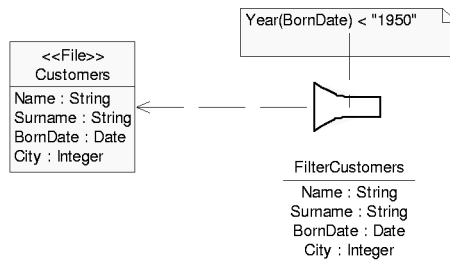 Year(BornDate) < "1950"
<<File>>
Customers
Name : String
Surname : String
BornDate : Date
City : Integer
FilterCustomers
Name : String
Surname : String
BornDate : Date
City : Integer